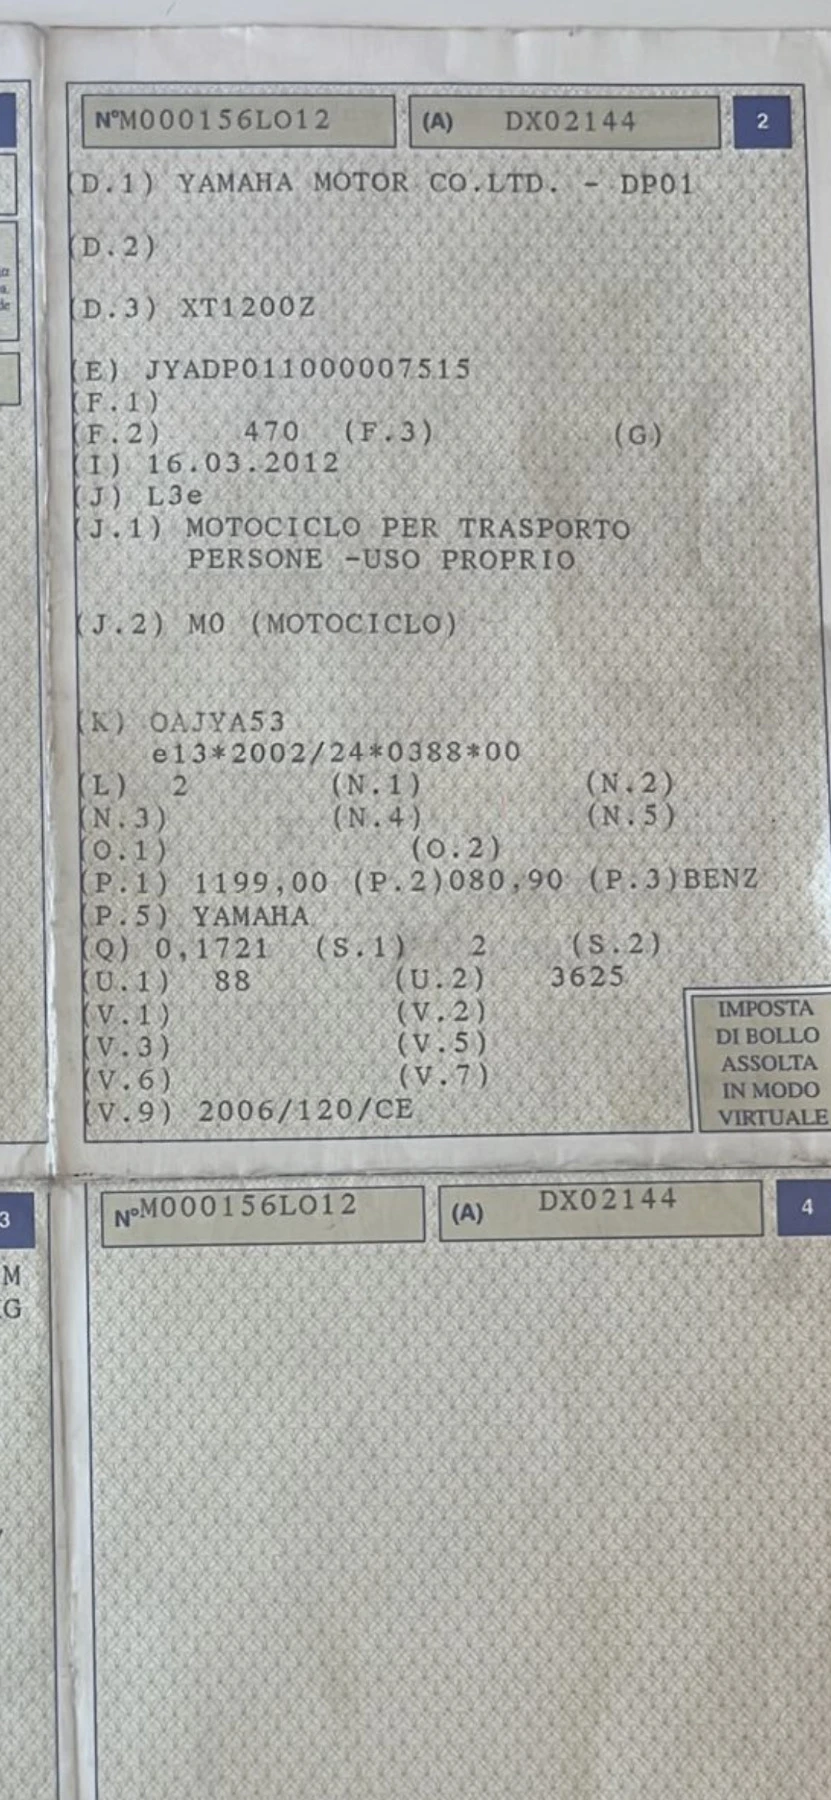 N°M000156LO12 (A) DX02144 2
(D.1) YAMAHA MOTOR CO.LTD. - DP01
(D.2)
(D.3) XT1200Z
(E) JYADP011000007515
(F.1)
(F.2) 470 (F.3) (G)
(I) 16.03.2012
(J) L3e
(J.1) MOTOCICLO PER TRASPORTO
PERSONE -USO PROPRIO
(J.2) M0 (MOTOCICLO)
(K) OAJYA53
e13*2002/24*0388*00
(L) 2 (N.1) (N.2)
(N.3) (N.4) (N.5)
(O.1) (O.2)
(P.1) 1199,00 (P.2)080,90 (P.3)BENZ
(P.5) YAMAHA
(Q) 0,1721 (S.1) 2 (S.2)
(U.1) 88 (U.2) 3625
(V.1) (V.2)
(V.3) (V.5)
(V.6) (V.7)
(V.9) 2006/120/CE
IMPOSTA
DI BOLLO
ASSOLTA
IN MODO
VIRTUALE
3
M
G
N°M000156LO12 (A) DX02144 4